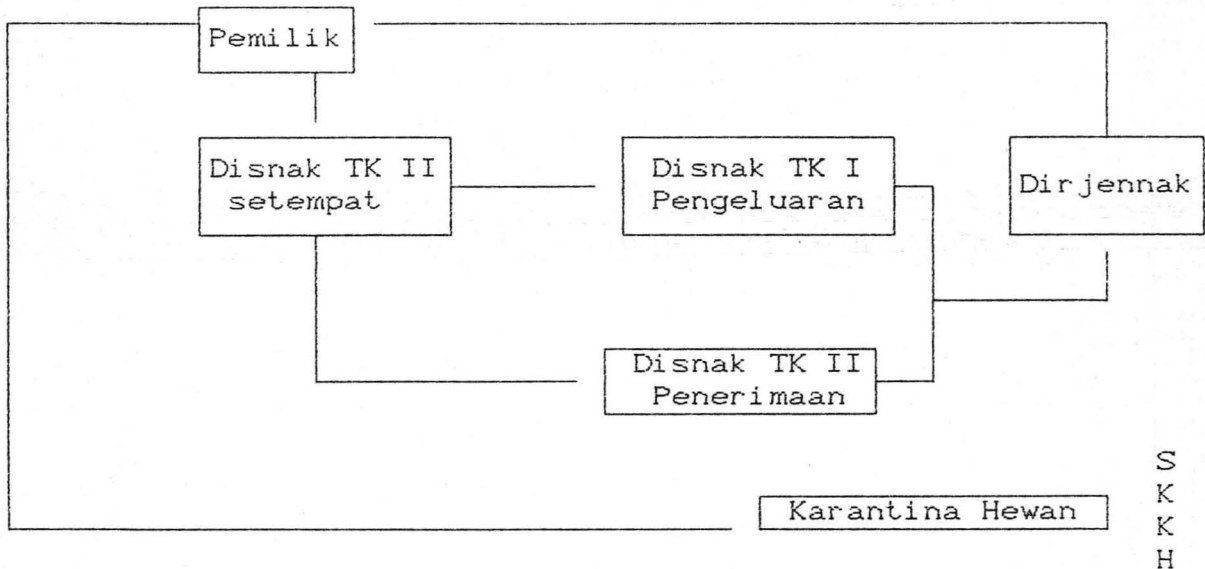 Pemilik
Disnak TK II
setempat
Disnak TK I
Pengeluaran
Dirjennak
Disnak TK II
Penerimaan
Karantina Hewan
S
K
K
H